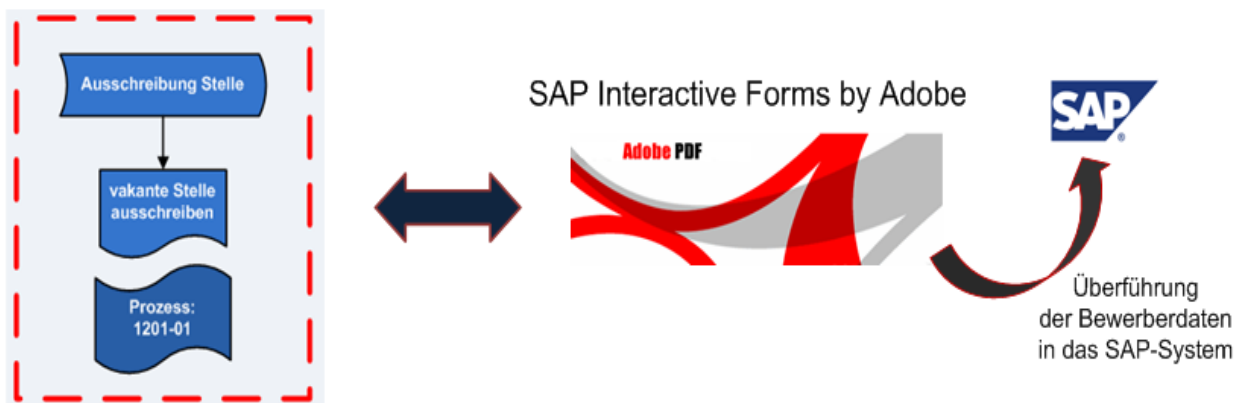 Ausschreibung Stelle
vakante Stelle
ausschreiben
Prozess:
1201-01
SAP Interactive Forms by Adobe
Adobe PDF
SAP
®
Überführung
der Bewerberdaten
in das SAP-System